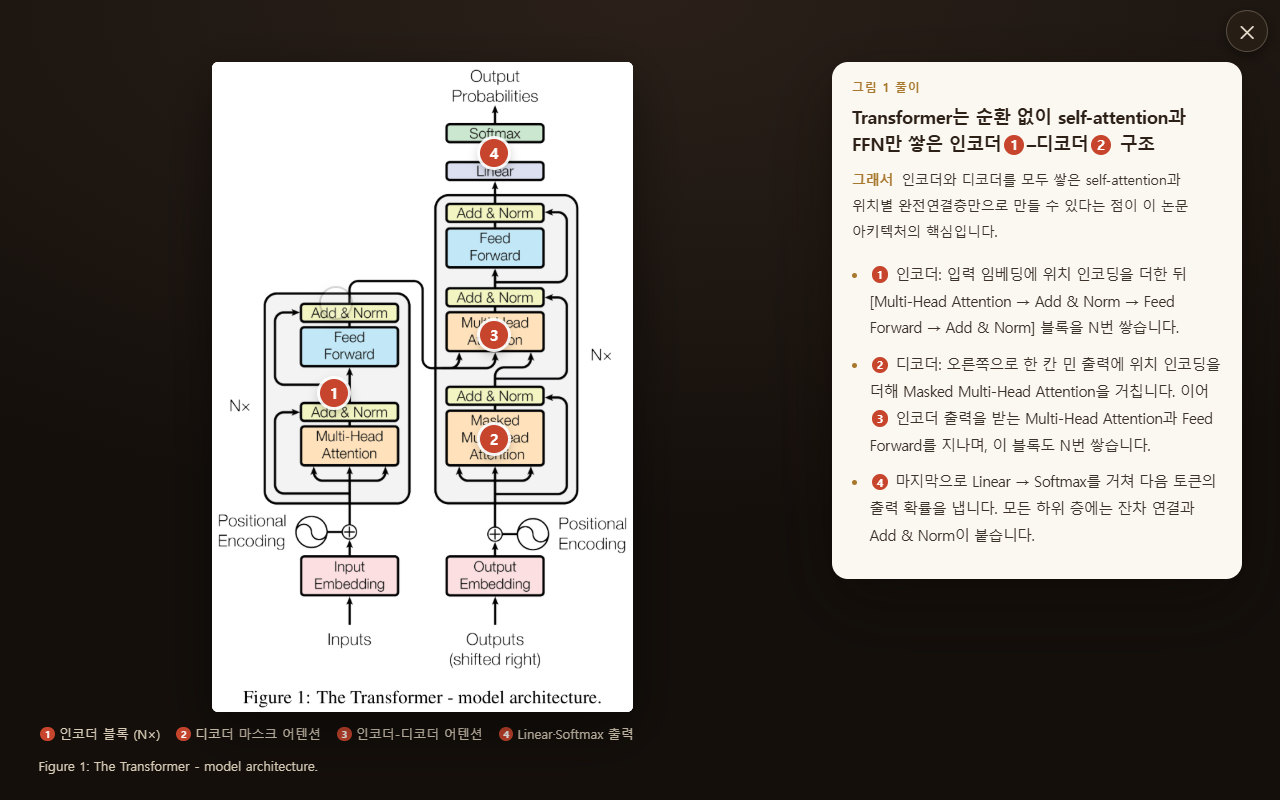 Output
Probabilities
Softmax
4
Linear
Add & Norm
Feed
Forward
Add & Norm
Multi-Head
Attention
3
Nx
Add & Norm
Masked
Multi-Head
Attention
2
Add & Norm
Feed
Forward
1
Nx
Add & Norm
Multi-Head
Attention
Positional
Encoding
Positional
Encoding
Input
Embedding
Output
Embedding
Inputs
Outputs
(shifted right)
Figure 1: The Transformer - model architecture.
1 인코더 블록 (N×) 2 디코더 마스크 어텐션 3 인코더-디코더 어텐션 4 Linear·Softmax 출력
Figure 1: The Transformer - model architecture.
그림 1 풀이
Transformer는 순환 없이 self-attention과
FFN만 쌓은 인코더1–디코더2 구조
그래서 인코더와 디코더를 모두 쌓은 self-attention과
위치별 완전연결층만으로 만들 수 있다는 점이 이 논문
아키텍처의 핵심입니다.
• 1 인코더: 입력 임베딩에 위치 인코딩을 더한 뒤
[Multi-Head Attention → Add & Norm → Feed
Forward → Add & Norm] 블록을 N번 쌓습니다.
• 2 디코더: 오른쪽으로 한 칸 민 출력에 위치 인코딩을
더해 Masked Multi-Head Attention을 거칩니다. 이어
3 인코더 출력을 받는 Multi-Head Attention과 Feed
Forward를 지나며, 이 블록도 N번 쌓습니다.
• 4 마지막으로 Linear → Softmax를 거쳐 다음 토큰의
출력 확률을 냅니다. 모든 하위 층에는 잔차 연결과
Add & Norm이 붙습니다.